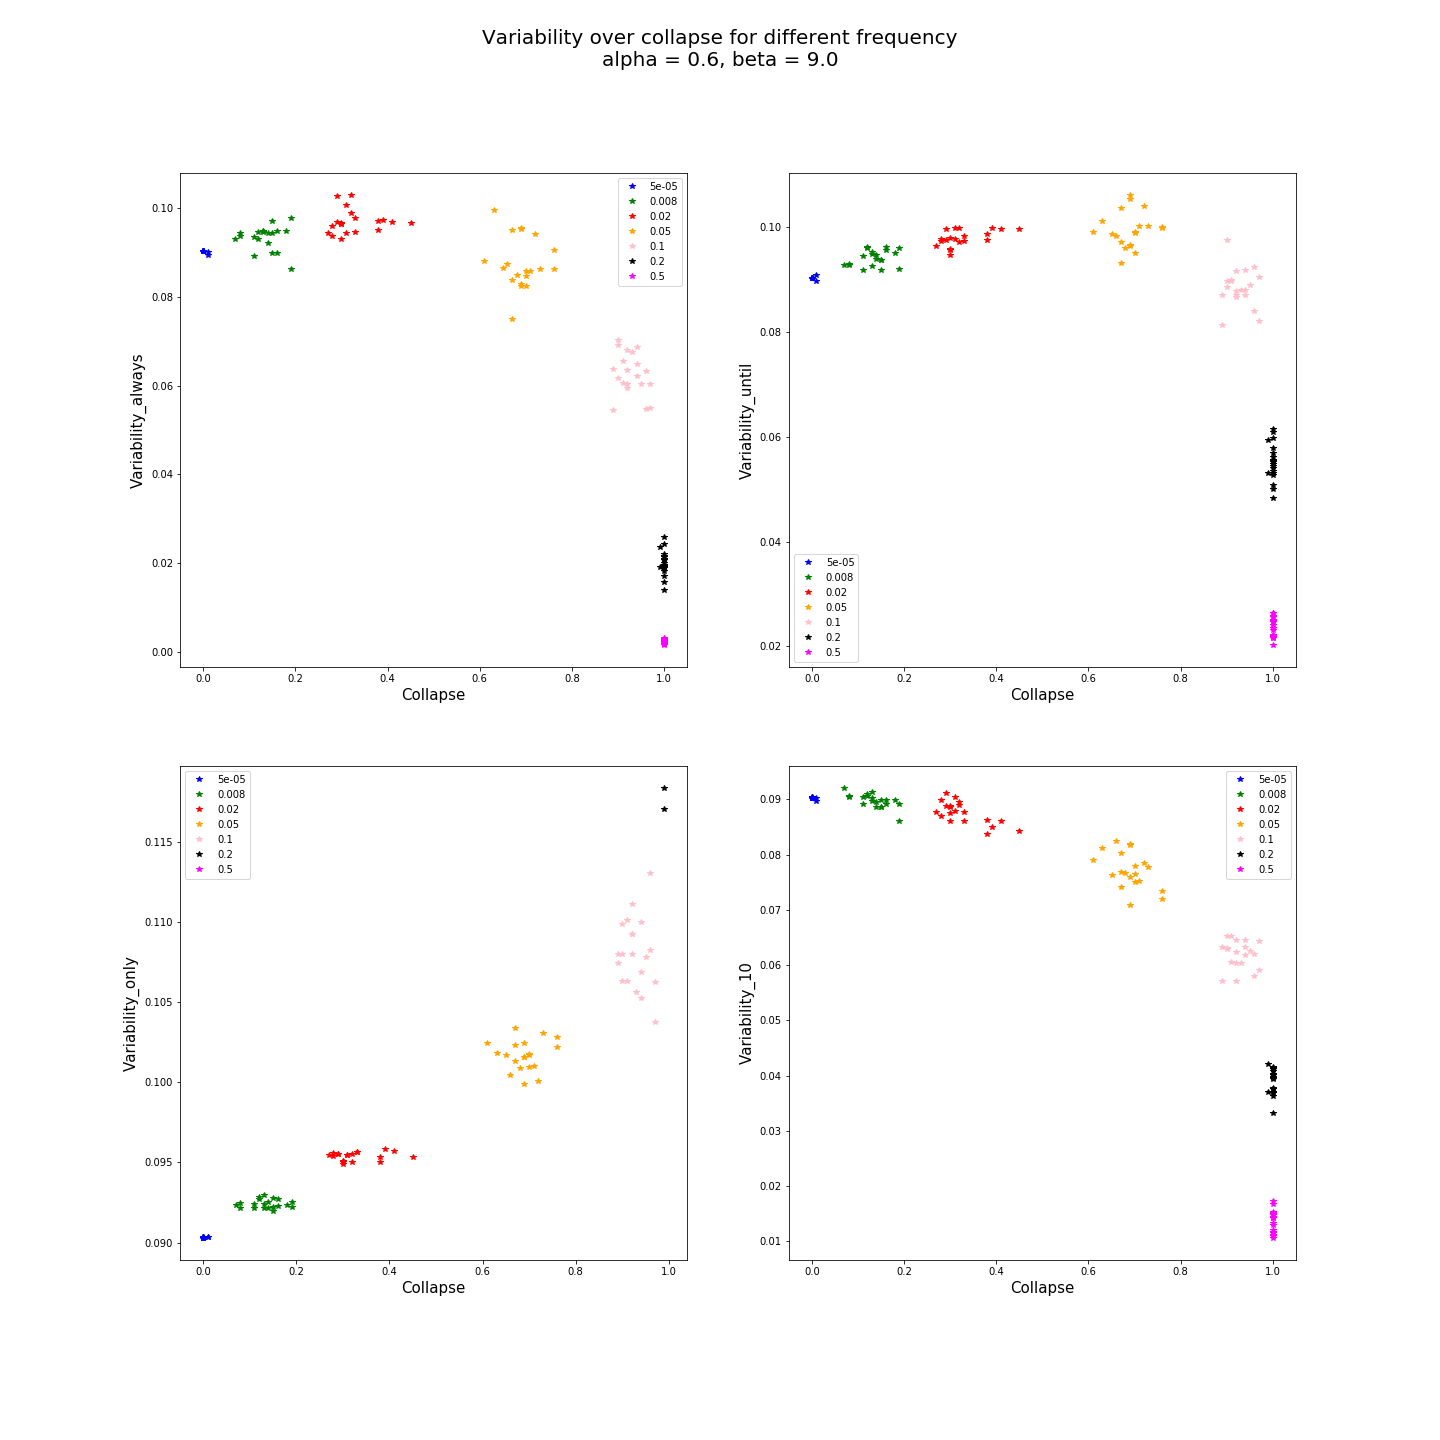 Variability over collapse for different frequency
alpha = 0.6, beta = 9.0
Variability_always
0.10
0.08
0.06
0.04
0.02
0.00
5e-05
0.008
0.02
0.05
0.1
0.2
0.5
0.0 0.2 0.4 0.6 0.8 1.0
Collapse
Variability_until
0.10
0.08
0.06
0.04
0.02
5e-05
0.008
0.02
0.05
0.1
0.2
0.5
0.0 0.2 0.4 0.6 0.8 1.0
Collapse
Variability_only
0.115
0.110
0.105
0.100
0.095
0.090
5e-05
0.008
0.02
0.05
0.1
0.2
0.5
0.0 0.2 0.4 0.6 0.8 1.0
Collapse
Variability_10
0.09
0.08
0.07
0.06
0.05
0.04
0.03
0.02
0.01
5e-05
0.008
0.02
0.05
0.1
0.2
0.5
0.0 0.2 0.4 0.6 0.8 1.0
Collapse